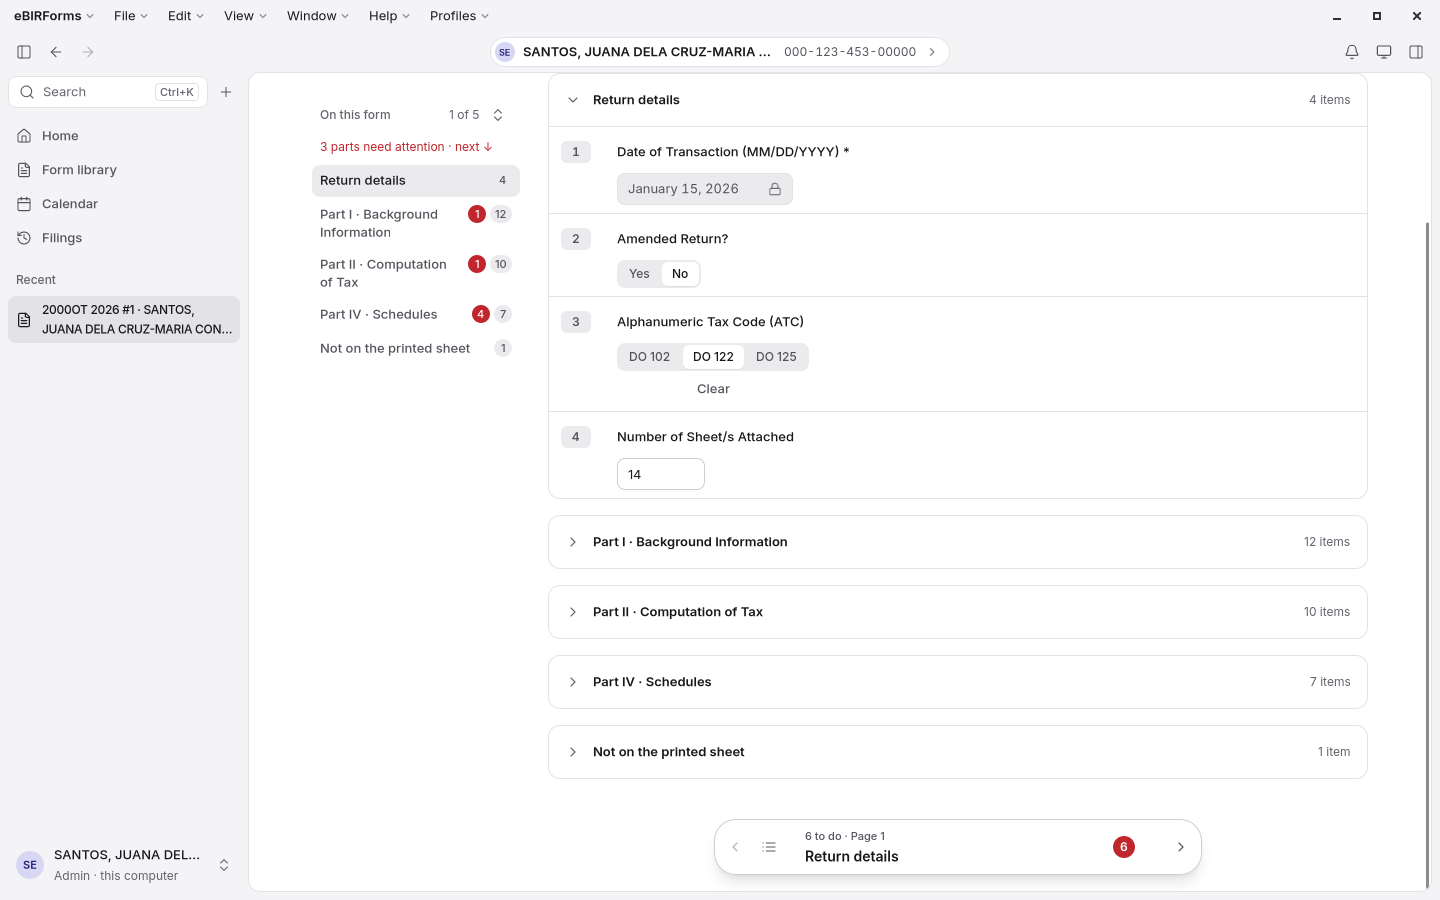 eBIRForms File Edit View Window Help Profiles
SE SANTOS, JUANA DELA CRUZ-MARIA ... 000-123-453-00000
Search Ctrl+K
Home
Form library
Calendar
Filings
Recent
2000OT 2026 #1 · SANTOS,
JUANA DELA CRUZ-MARIA CON...
SE SANTOS, JUANA DEL...
Admin · this computer
On this form 1 of 5
3 parts need attention · next ↓
Return details 4
Part I · Background
Information 1 12
Part II · Computation
of Tax 1 10
Part IV · Schedules 4 7
Not on the printed sheet 1
Return details 4 items
1 Date of Transaction (MM/DD/YYYY) *
January 15, 2026
2 Amended Return?
Yes No
3 Alphanumeric Tax Code (ATC)
DO 102 DO 122 DO 125
Clear
4 Number of Sheet/s Attached
14
Part I · Background Information 12 items
Part II · Computation of Tax 10 items
Part IV · Schedules 7 items
Not on the printed sheet 1 item
6 to do · Page 1
Return details 6